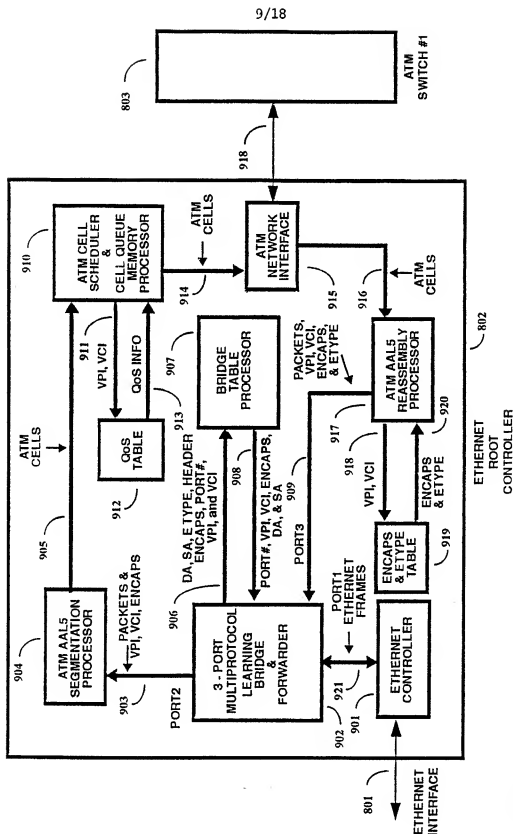 9/18
803
ATM
SWITCH #1
918
910
ATM CELL
SCHEDULER
&
CELL QUEUE
MEMORY
PROCESSOR
ATM
CELLS
914
ATM
NETWORK
INTERFACE
915
916
ATM
CELLS
802
ETHERNET
ROOT
CONTROLLER
911
VPI, VCI
QoS INFO
913
QoS
TABLE
912
907
BRIDGE
TABLE
PROCESSOR
PACKETS,
VPI, VCI,
ENCAPS,
& ETYPE
917
ATM AAL5
REASSEMBLY
PROCESSOR
918
VPI, VCI
920
ENCAPS
& ETYPE
ENCAPS
& ETYPE
TABLE
919
ATM
CELLS
905
DA, SA, E TYPE, HEADER
ENCAPS, PORT#,
VPI, and VCI
906
908
PORT#, VPI, VCI, ENCAPS,
DA, & SA
909
PORT3
904
ATM AAL5
SEGMENTATION
PROCESSOR
PACKETS &
VPI, VCI, ENCAPS
903
PORT2
3 - PORT
MULTIPROTOCOL
LEARNING
BRIDGE
&
FORWARDER
902
PORT1
ETHERNET
FRAMES
921
901
ETHERNET
CONTROLLER
801
ETHERNET
INTERFACE